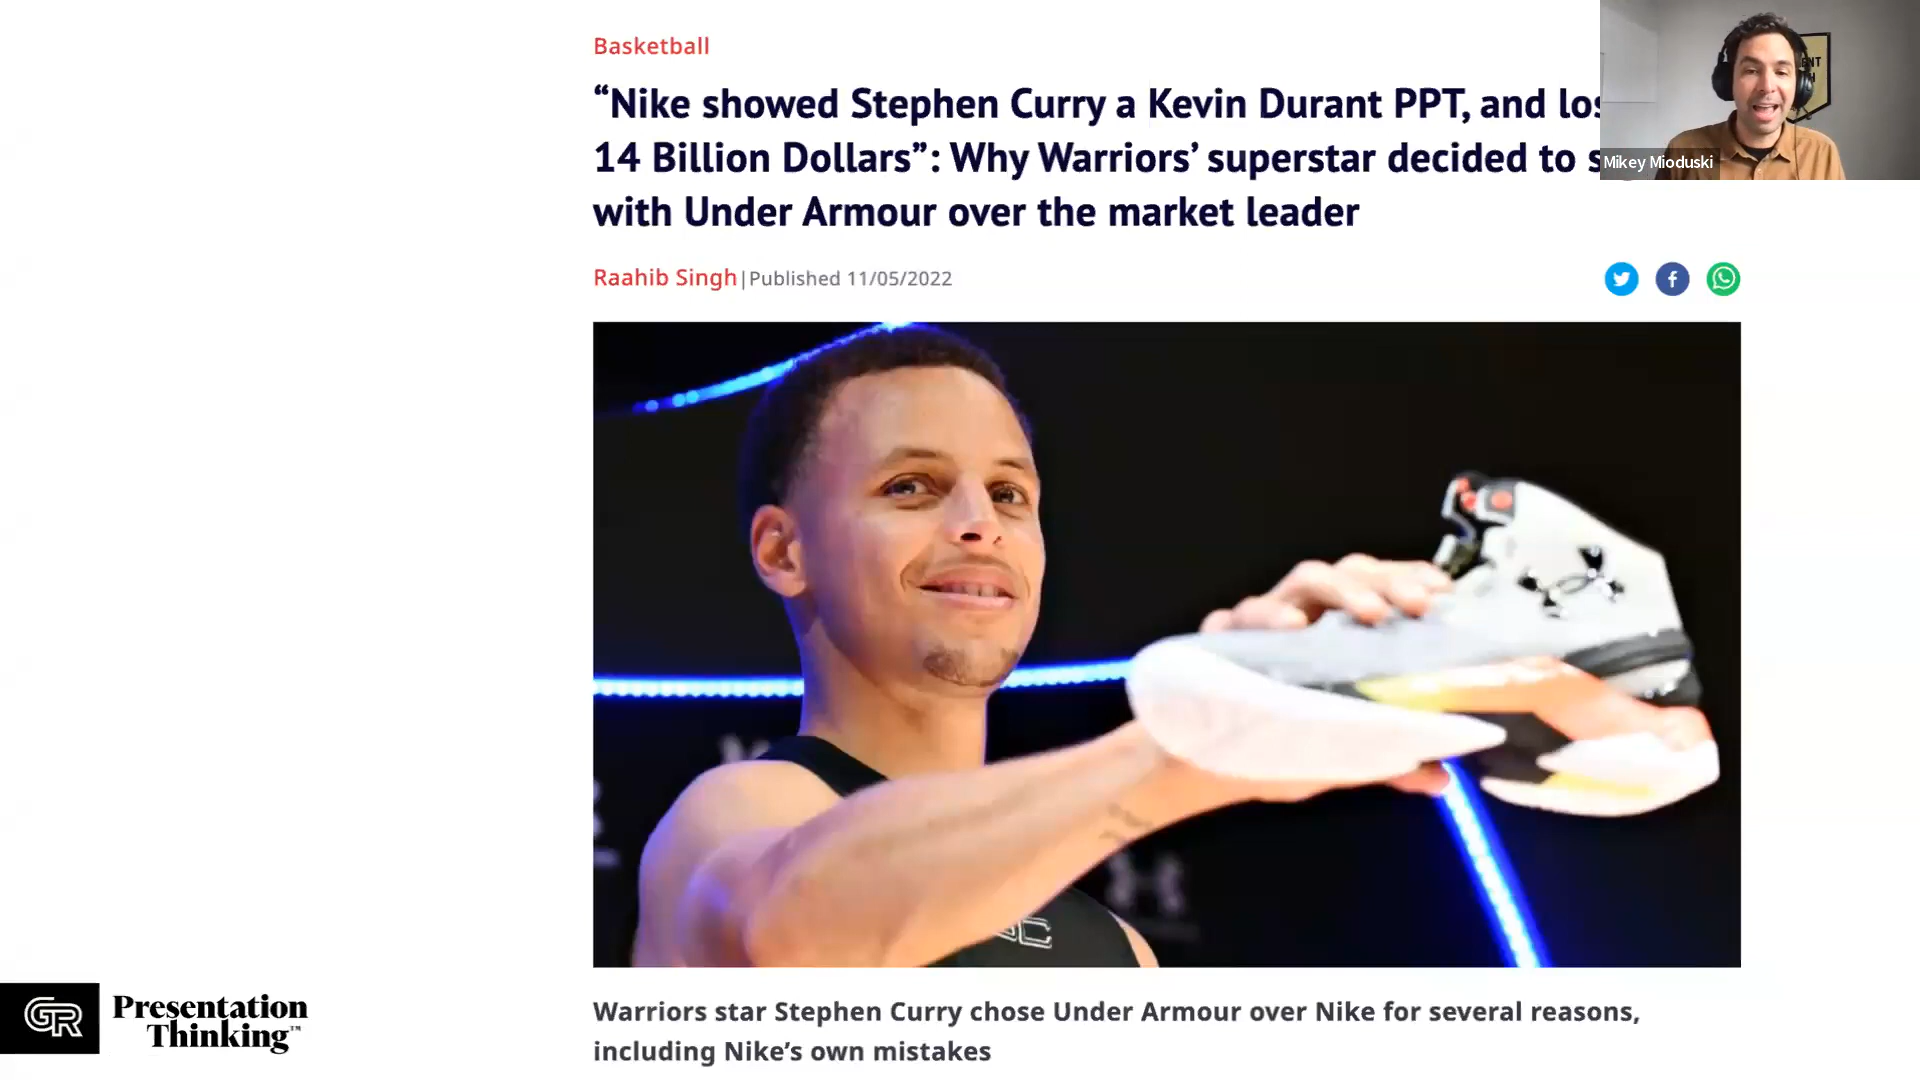 Basketball
“Nike showed Stephen Curry a Kevin Durant PPT, and
14 Billion Dollars”: Why Warriors’ superstar decided to
with Under Armour over the market leader
Mikey Mioduski
Raahib Singh|Published 11/05/2022
Warriors star Stephen Curry chose Under Armour over Nike for several reasons,
including Nike’s own mistakes
GR
Presentation
Thinking™